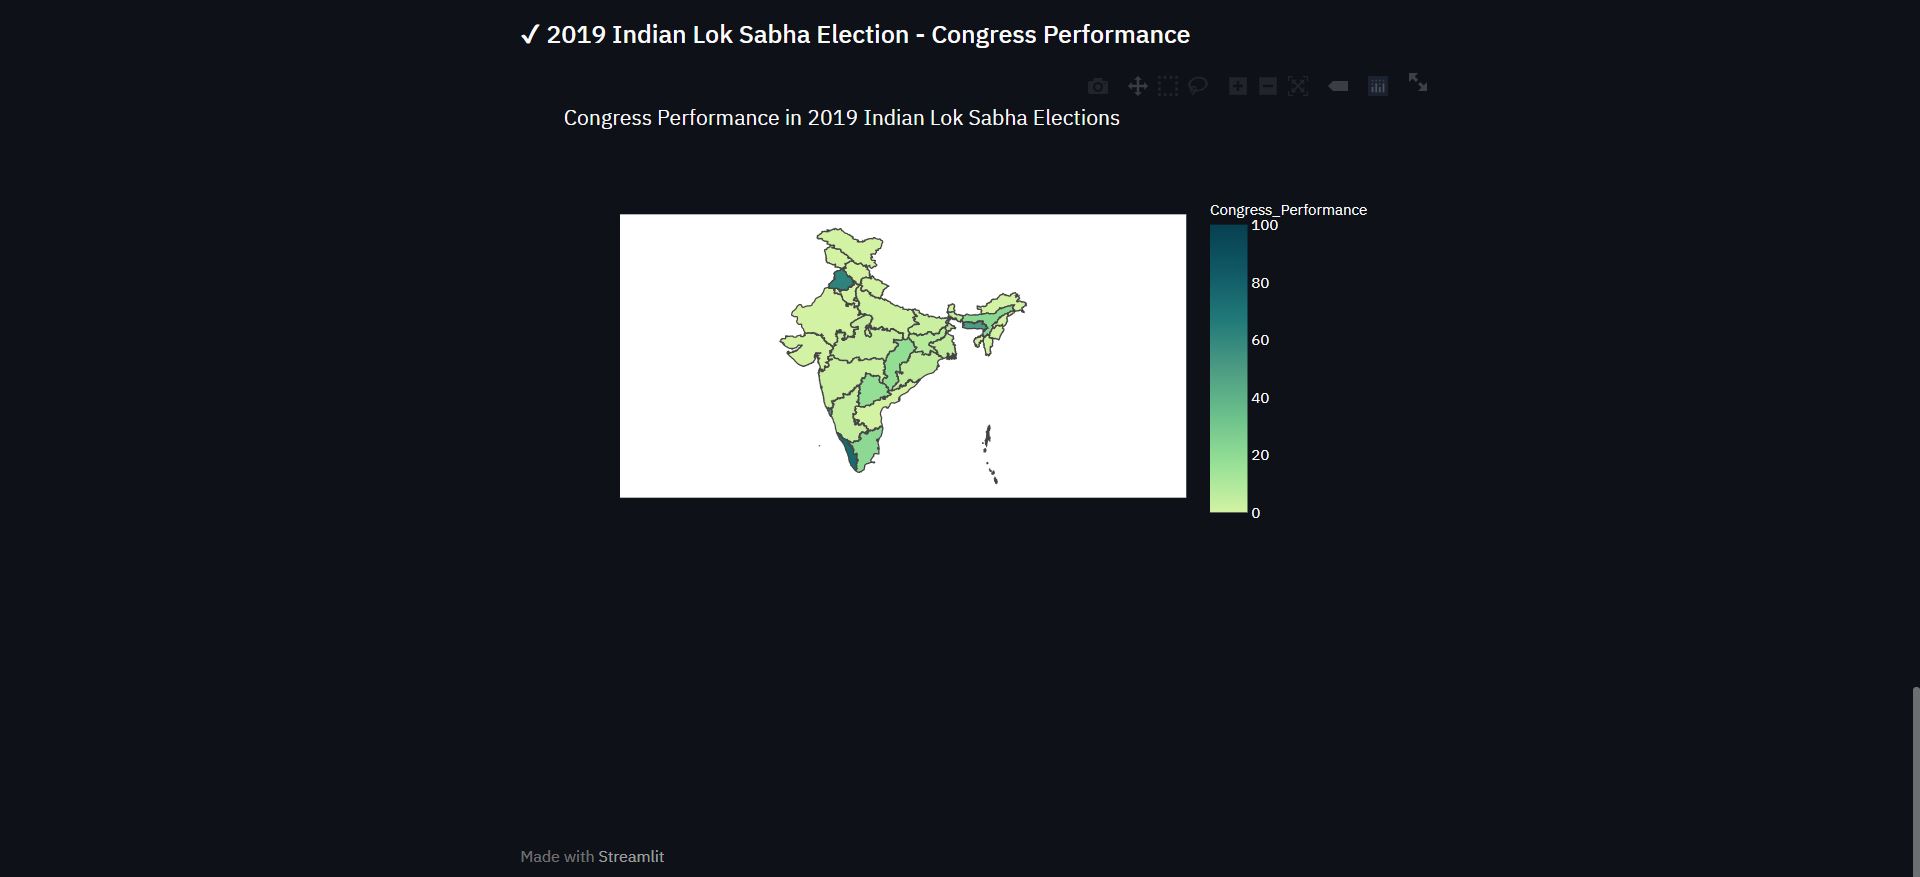 ✓ 2019 Indian Lok Sabha Election - Congress Performance
Congress Performance in 2019 Indian Lok Sabha Elections
Congress_Performance
100
80
60
40
20
0
Made with Streamlit